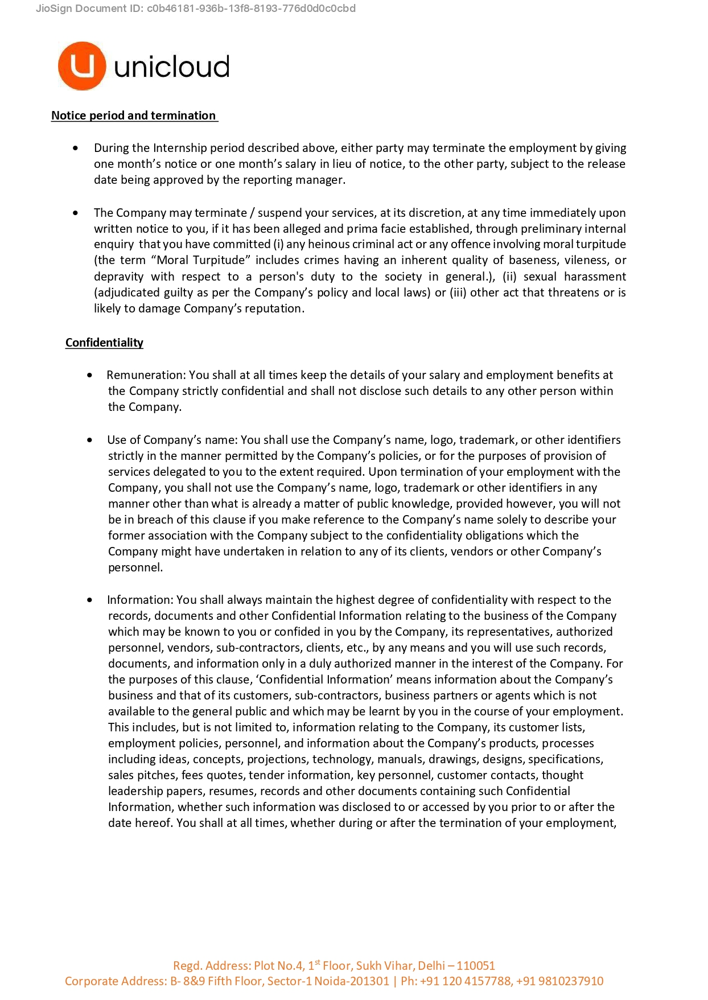 JioSign Document ID: c0b46181-936b-13f8-8193-776d0d0c0cbd
unicloud
Notice period and termination
• During the Internship period described above, either party may terminate the employment by giving
one month’s notice or one month’s salary in lieu of notice, to the other party, subject to the release
date being approved by the reporting manager.
• The Company may terminate / suspend your services, at its discretion, at any time immediately upon
written notice to you, if it has been alleged and prima facie established, through preliminary internal
enquiry that you have committed (i) any heinous criminal act or any offence involving moral turpitude
(the term “Moral Turpitude” includes crimes having an inherent quality of baseness, vileness, or
depravity with respect to a person's duty to the society in general.), (ii) sexual harassment
(adjudicated guilty as per the Company’s policy and local laws) or (iii) other act that threatens or is
likely to damage Company’s reputation.
Confidentiality
• Remuneration: You shall at all times keep the details of your salary and employment benefits at
the Company strictly confidential and shall not disclose such details to any other person within
the Company.
• Use of Company’s name: You shall use the Company’s name, logo, trademark, or other identifiers
strictly in the manner permitted by the Company’s policies, or for the purposes of provision of
services delegated to you to the extent required. Upon termination of your employment with the
Company, you shall not use the Company’s name, logo, trademark or other identifiers in any
manner other than what is already a matter of public knowledge, provided however, you will not
be in breach of this clause if you make reference to the Company’s name solely to describe your
former association with the Company subject to the confidentiality obligations which the
Company might have undertaken in relation to any of its clients, vendors or other Company’s
personnel.
• Information: You shall always maintain the highest degree of confidentiality with respect to the
records, documents and other Confidential Information relating to the business of the Company
which may be known to you or confided in you by the Company, its representatives, authorized
personnel, vendors, sub-contractors, clients, etc., by any means and you will use such records,
documents, and information only in a duly authorized manner in the interest of the Company. For
the purposes of this clause, ‘Confidential Information’ means information about the Company’s
business and that of its customers, sub-contractors, business partners or agents which is not
available to the general public and which may be learnt by you in the course of your employment.
This includes, but is not limited to, information relating to the Company, its customer lists,
employment policies, personnel, and information about the Company’s products, processes
including ideas, concepts, projections, technology, manuals, drawings, designs, specifications,
sales pitches, fees quotes, tender information, key personnel, customer contacts, thought
leadership papers, resumes, records and other documents containing such Confidential
Information, whether such information was disclosed to or accessed by you prior to or after the
date hereof. You shall at all times, whether during or after the termination of your employment,
Regd. Address: Plot No.4, 1st Floor, Sukh Vihar, Delhi – 110051
Corporate Address: B- 8&9 Fifth Floor, Sector-1 Noida-201301 | Ph: +91 120 4157788, +91 9810237910